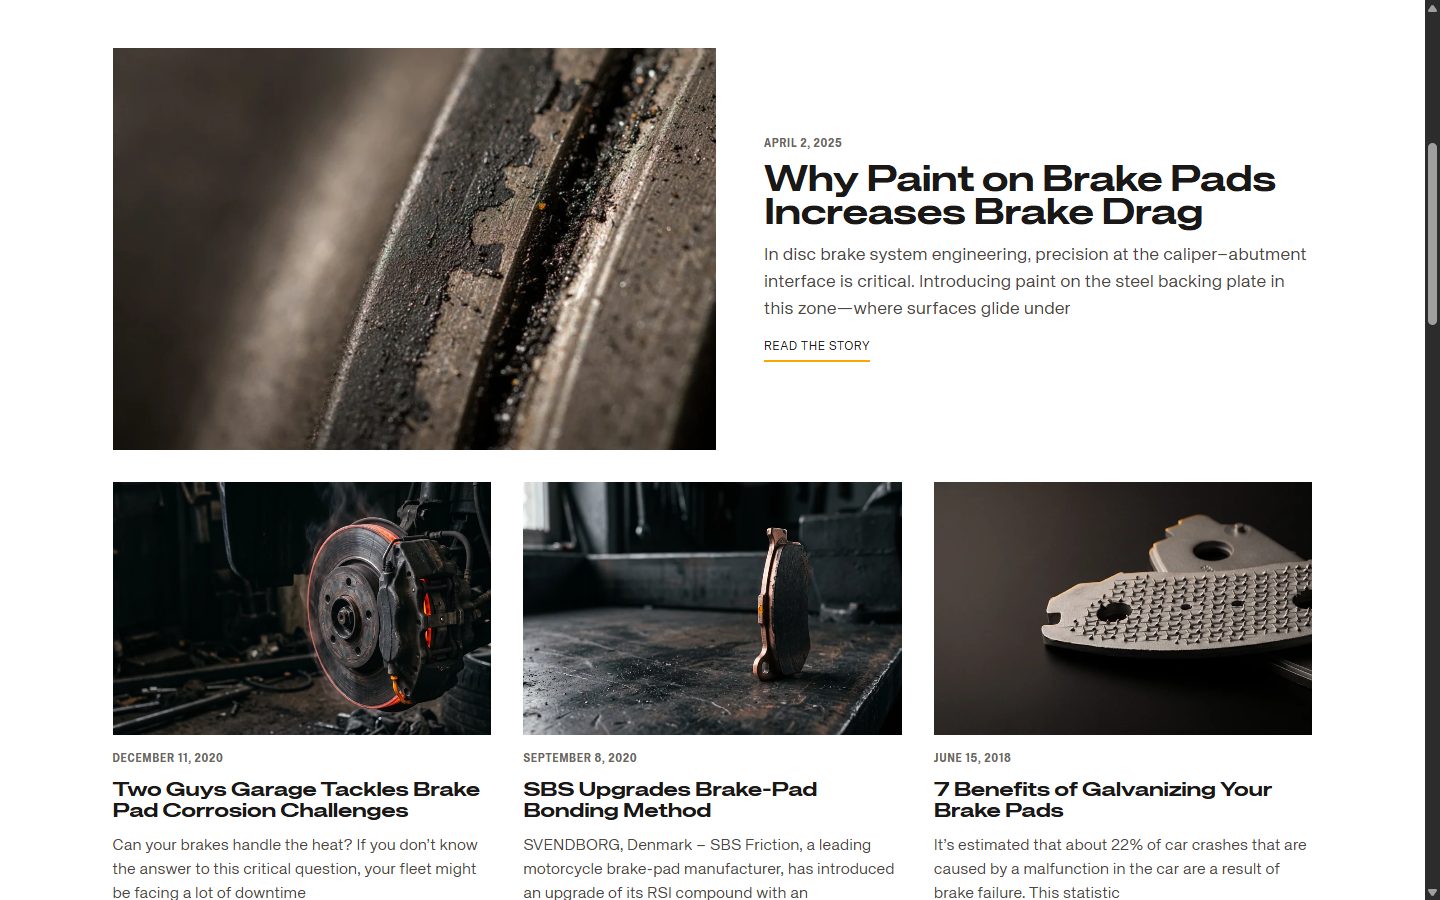 APRIL 2, 2025
Why Paint on Brake Pads
Increases Brake Drag
In disc brake system engineering, precision at the caliper–abutment
interface is critical. Introducing paint on the steel backing plate in
this zone—where surfaces glide under
READ THE STORY
DECEMBER 11, 2020
Two Guys Garage Tackles Brake
Pad Corrosion Challenges
Can your brakes handle the heat? If you don’t know
the answer to this critical question, your fleet might
be facing a lot of downtime
SEPTEMBER 8, 2020
SBS Upgrades Brake-Pad
Bonding Method
SVENDBORG, Denmark – SBS Friction, a leading
motorcycle brake-pad manufacturer, has introduced
an upgrade of its RSI compound with an
JUNE 15, 2018
7 Benefits of Galvanizing Your
Brake Pads
It’s estimated that about 22% of car crashes that are
caused by a malfunction in the car are a result of
brake failure. This statistic